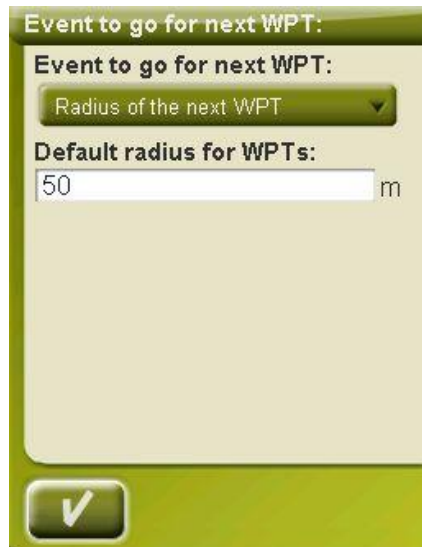 Event to go for next WPT:
Event to go for next WPT:
Radius of the next WPT
Default radius for WPTs:
50 m